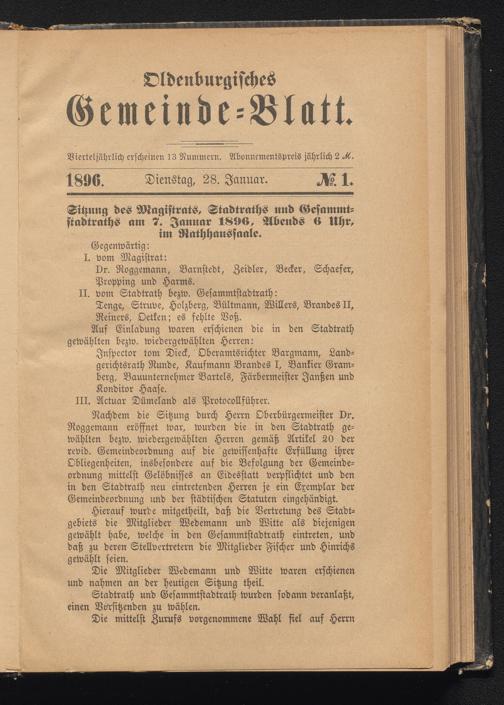 Oldenburgisches
Gemeinde=Blatt.
Vierteljährlich erscheinen 13 Nummern. Abonnementspreis jährlich 2 ℳ.
1896. Dienstag, 28. Januar. № 1.
Sitzung des Magistrats, Stadtraths und Gesammt-
stadtraths am 7. Januar 1896, Abends 6 Uhr,
im Rathhaussaale.
Gegenwärtig:
I. vom Magistrat:
Dr. Roggemann, Barnstedt, Zeidler, Becker, Schaefer,
Propping und Harms.
II. vom Stadtrath bezw. Gesammtstadtrath:
Tenge, Struve, Holzberg, Bültmann, Willers, Brandes II,
Reiners, Oetken; es fehlte Voß.
Auf Einladung waren erschienen die in den Stadtrath
gewählten bezw. wiedergewählten Herren:
Inspector tom Dieck, Oberamtsrichter Bargmann, Land-
gerichtsrath Runde, Kaufmann Brandes I, Bankier Gram-
berg, Bauunternehmer Bartels, Färbermeister Janßen und
Konditor Haase.
III. Actuar Dümeland als Protocollführer.
Nachdem die Sitzung durch Herrn Oberbürgermeister Dr.
Roggemann eröffnet war, wurden die in den Stadtrath ge-
wählten bezw. wiedergewählten Herren gemäß Artikel 20 der
revid. Gemeindeordnung auf die gewissenhafte Erfüllung ihrer
Obliegenheiten, insbesondere auf die Befolgung der Gemeinde-
ordnung mittelst Gelöbnisses an Eidesstatt verpflichtet und den
in den Stadtrath neu eintretenden Herren je ein Exemplar der
Gemeindeordnung und der städtischen Statuten eingehändigt.
Hierauf wurde mitgetheilt, daß die Vertretung des Stadt-
gebiets die Mitglieder Wedemann und Witte als diejenigen
gewählt habe, welche in den Gesammtstadtrath eintreten, und
daß zu deren Stellvertretern die Mitglieder Fischer und Hinrichs
gewählt seien.
Die Mitglieder Wedemann und Witte waren erschienen
und nahmen an der heutigen Sitzung theil.
Stadtrath und Gesammtstadtrath wurden sodann veranlaßt,
einen Vorsitzenden zu wählen.
Die mittelst Zurufs vorgenommene Wahl fiel auf Herrn